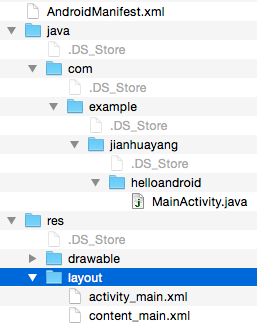 AndroidManifest.xml
java
.DS_Store
com
.DS_Store
example
.DS_Store
jianhuayang
.DS_Store
helloandroid
MainActivity.java
res
.DS_Store
drawable
layout
activity_main.xml
content_main.xml